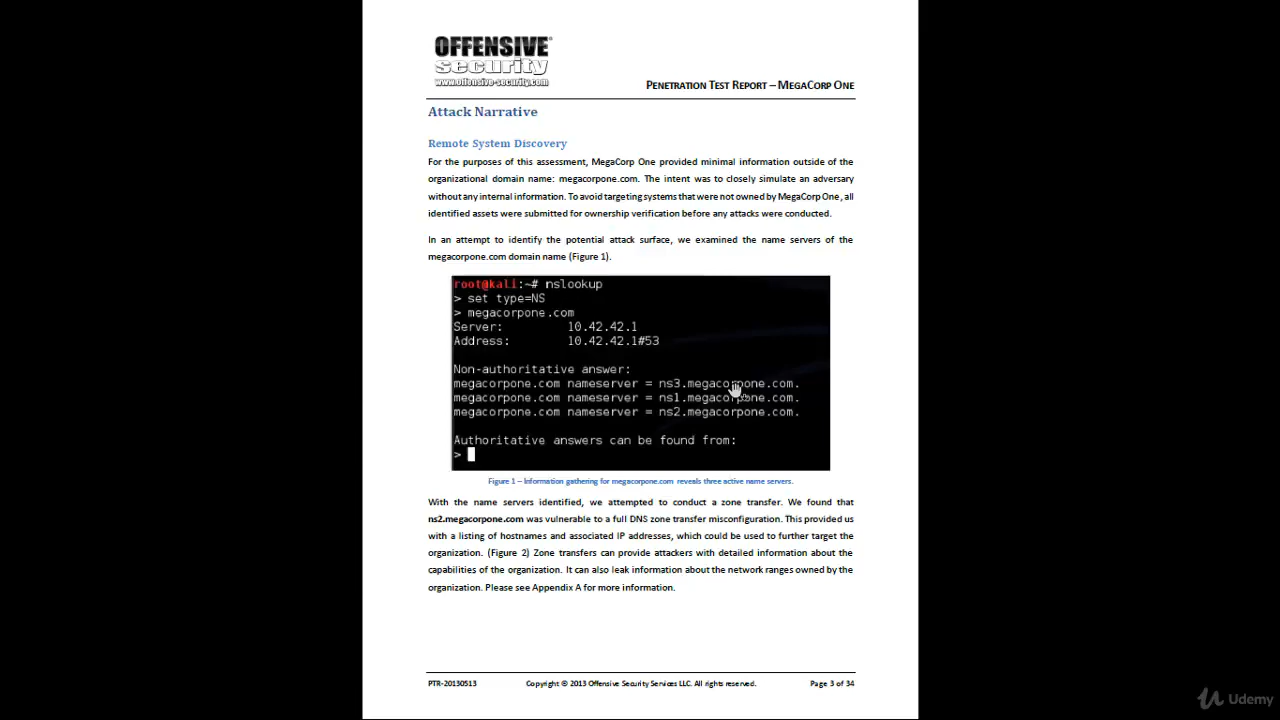 OFFENSIVE
security
www.offensive-security.com
PENETRATION TEST REPORT – MEGACORP ONE
Attack Narrative
Remote System Discovery
For the purposes of this assessment, MegaCorp One provided minimal information outside of the
organizational domain name: megacorpone.com. The intent was to closely simulate an adversary
without any internal information. To avoid targeting systems that were not owned by MegaCorp One, all
identified assets were submitted for ownership verification before any attacks were conducted.
In an attempt to identify the potential attack surface, we examined the name servers of the
megacorpone.com domain name (Figure 1).
root@kali:~# nslookup
> set type=NS
> megacorpone.com
Server: 10.42.42.1
Address: 10.42.42.1#53
Non-authoritative answer:
megacorpone.com nameserver = ns3.megacorpone.com.
megacorpone.com nameserver = ns1.megacorpone.com.
megacorpone.com nameserver = ns2.megacorpone.com.
Authoritative answers can be found from:
>
Figure 1 – Information gathering for megacorpone.com reveals three active name servers.
With the name servers identified, we attempted to conduct a zone transfer. We found that
ns2.megacorpone.com was vulnerable to a full DNS zone transfer misconfiguration. This provided us
with a listing of hostnames and associated IP addresses, which could be used to further target the
organization. (Figure 2) Zone transfers can provide attackers with detailed information about the
capabilities of the organization. It can also leak information about the network ranges owned by the
organization. Please see Appendix A for more information.
PTR-20130513 Copyright © 2013 Offensive Security Services LLC. All rights reserved. Page 3 of 34
Udemy